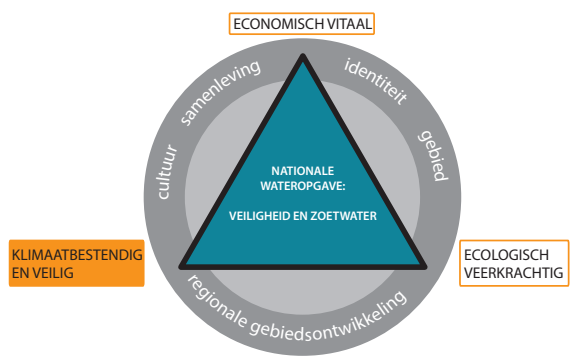 ECONOMISCH VITAAL
cultuur samenleving
identiteit gebied
NATIONALE
WATEROPGAVE:
VEILIGHEID EN ZOETWATER
KLIMAATBESTENDIG
EN VEILIG
ECOLOGISCH
VEERKRACHTIG
regionale gebiedsontwikkeling